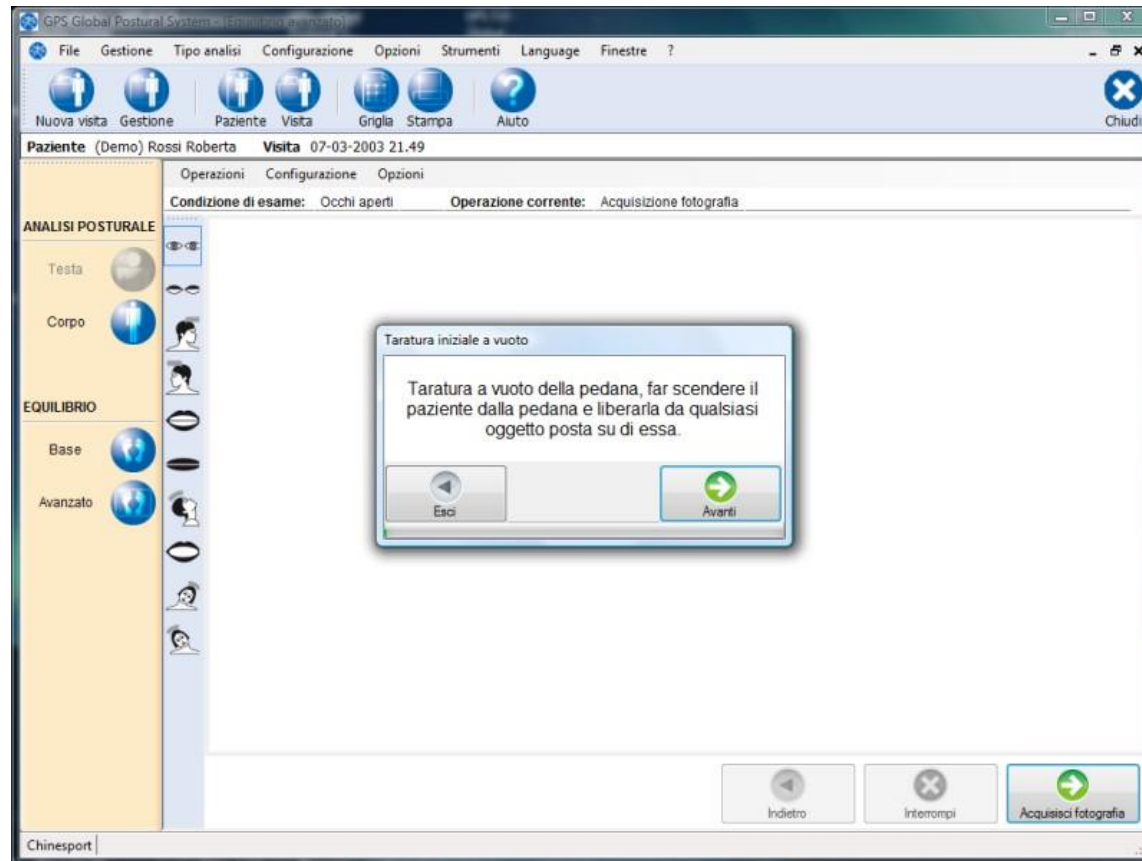 GPS Global Postural System - [Equilibrio avanzato]
File Gestione Tipo analisi Configurazione Opzioni Strumenti Language Finestre ?
Nuova visita Gestione Paziente Visita Griglia Stampa Aiuto Chiudi
Paziente (Demo) Rossi Roberta Visita 07-03-2003 21.49
Operazioni Configurazione Opzioni
Condizione di esame: Occhi aperti Operazione corrente: Acquisizione fotografia
ANALISI POSTURALE
Testa
Corpo
EQUILIBRIO
Base
Avanzato
Taratura iniziale a vuoto
Taratura a vuoto della pedana, far scendere il
paziente dalla pedana e liberarla da qualsiasi
oggetto posta su di essa.
Esci Avanti
Indietro Interrompi Acquisisci fotografia
Chinesport